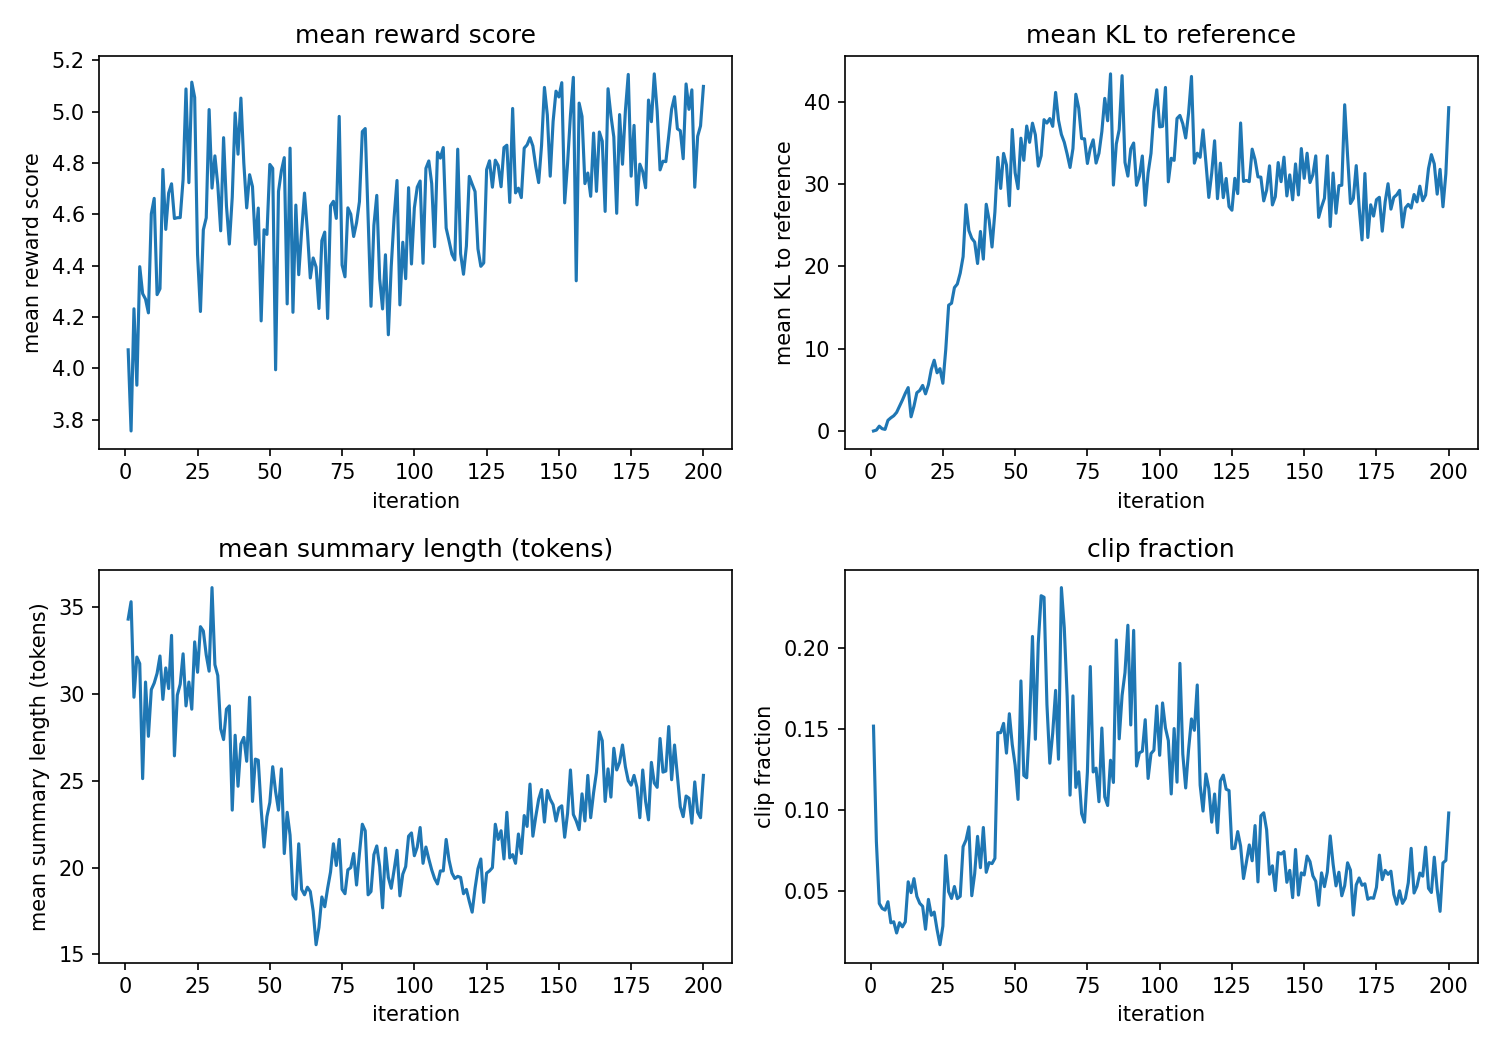 mean reward score
mean reward score
5.2
5.0
4.8
4.6
4.4
4.2
4.0
3.8
0 25 50 75 100 125 150 175 200
iteration
mean KL to reference
mean KL to reference
40
30
20
10
0
0 25 50 75 100 125 150 175 200
iteration
mean summary length (tokens)
mean summary length (tokens)
35
30
25
20
15
0 25 50 75 100 125 150 175 200
iteration
clip fraction
clip fraction
0.20
0.15
0.10
0.05
0 25 50 75 100 125 150 175 200
iteration